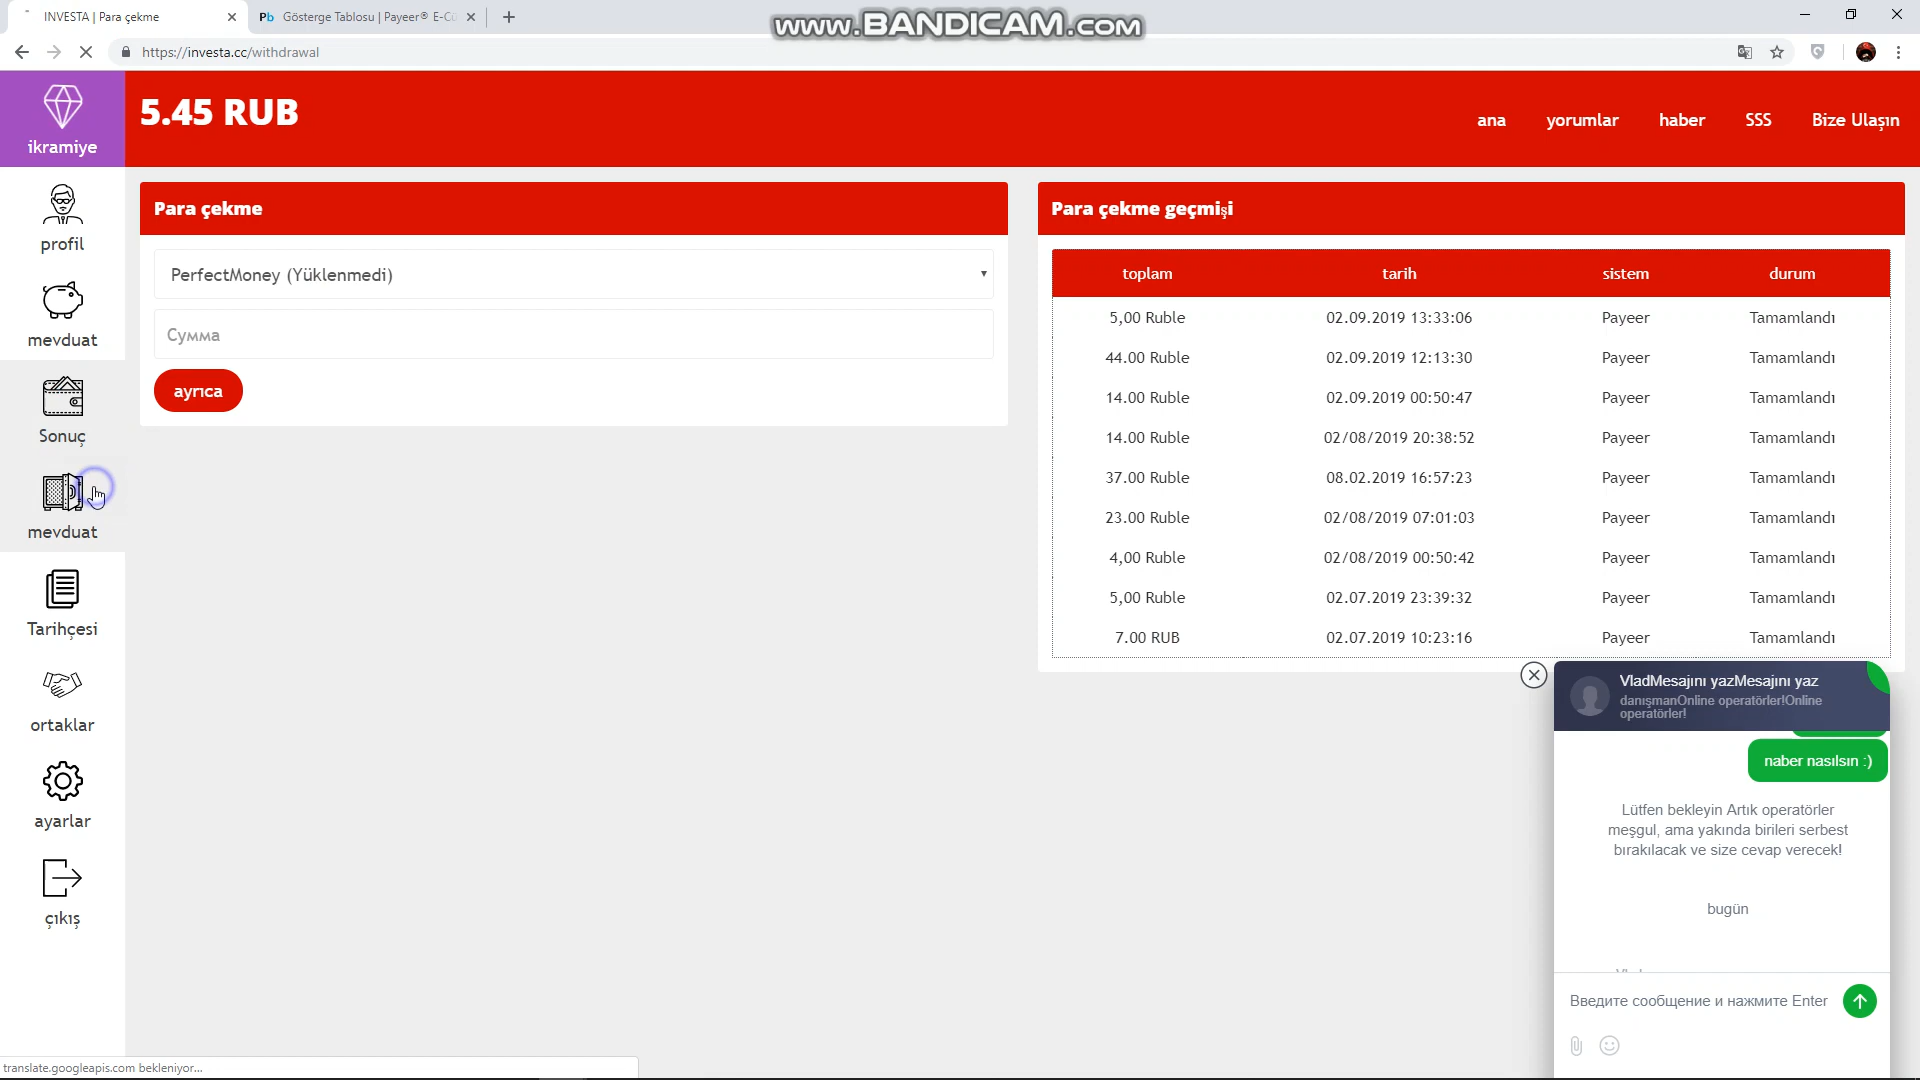 INVESTA | Para çekme
Pb Gösterge Tablosu | Payeer® E-Cü
www.BANDICAM.com
https://investa.cc/withdrawal
5.45 RUB
ana
yorumlar
haber
SSS
Bize Ulaşın
ikramiye
profil
mevduat
Sonuç
mevduat
Tarihçesi
ortaklar
ayarlar
çıkış
Para çekme
PerfectMoney (Yüklenmedi)
Сумма
ayrıca
Para çekme geçmişi
toplam tarih sistem durum
5,00 Ruble 02.09.2019 13:33:06 Payeer Tamamlandı
44.00 Ruble 02.09.2019 12:13:30 Payeer Tamamlandı
14.00 Ruble 02.09.2019 00:50:47 Payeer Tamamlandı
14.00 Ruble 02/08/2019 20:38:52 Payeer Tamamlandı
37.00 Ruble 08.02.2019 16:57:23 Payeer Tamamlandı
23.00 Ruble 02/08/2019 07:01:03 Payeer Tamamlandı
4,00 Ruble 02/08/2019 00:50:42 Payeer Tamamlandı
5,00 Ruble 02.07.2019 23:39:32 Payeer Tamamlandı
7.00 RUB 02.07.2019 10:23:16 Payeer Tamamlandı
VladMesajını yazMesajını yaz
danışmanOnline operatörler!Online
operatörler!
naber nasılsın :)
Lütfen bekleyin Artık operatörler
meşgul, ama yakında birileri serbest
bırakılacak ve size cevap verecek!
bugün
Введите сообщение и нажмите Enter
translate.googleapis.com bekleniyor...